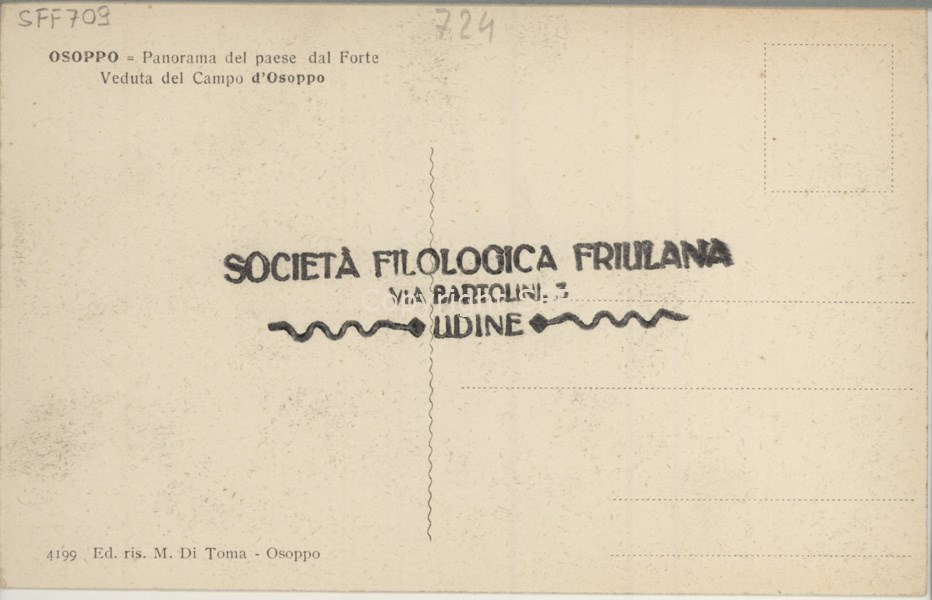 SFF709
724
OSOPPO = Panorama del paese dal Forte
Veduta del Campo d'Osoppo
SOCIETÀ FILOLOGICA FRIULANA
VIA BARTOLINI, 3
UDINE
4199 Ed. ris. M. Di Toma - Osoppo